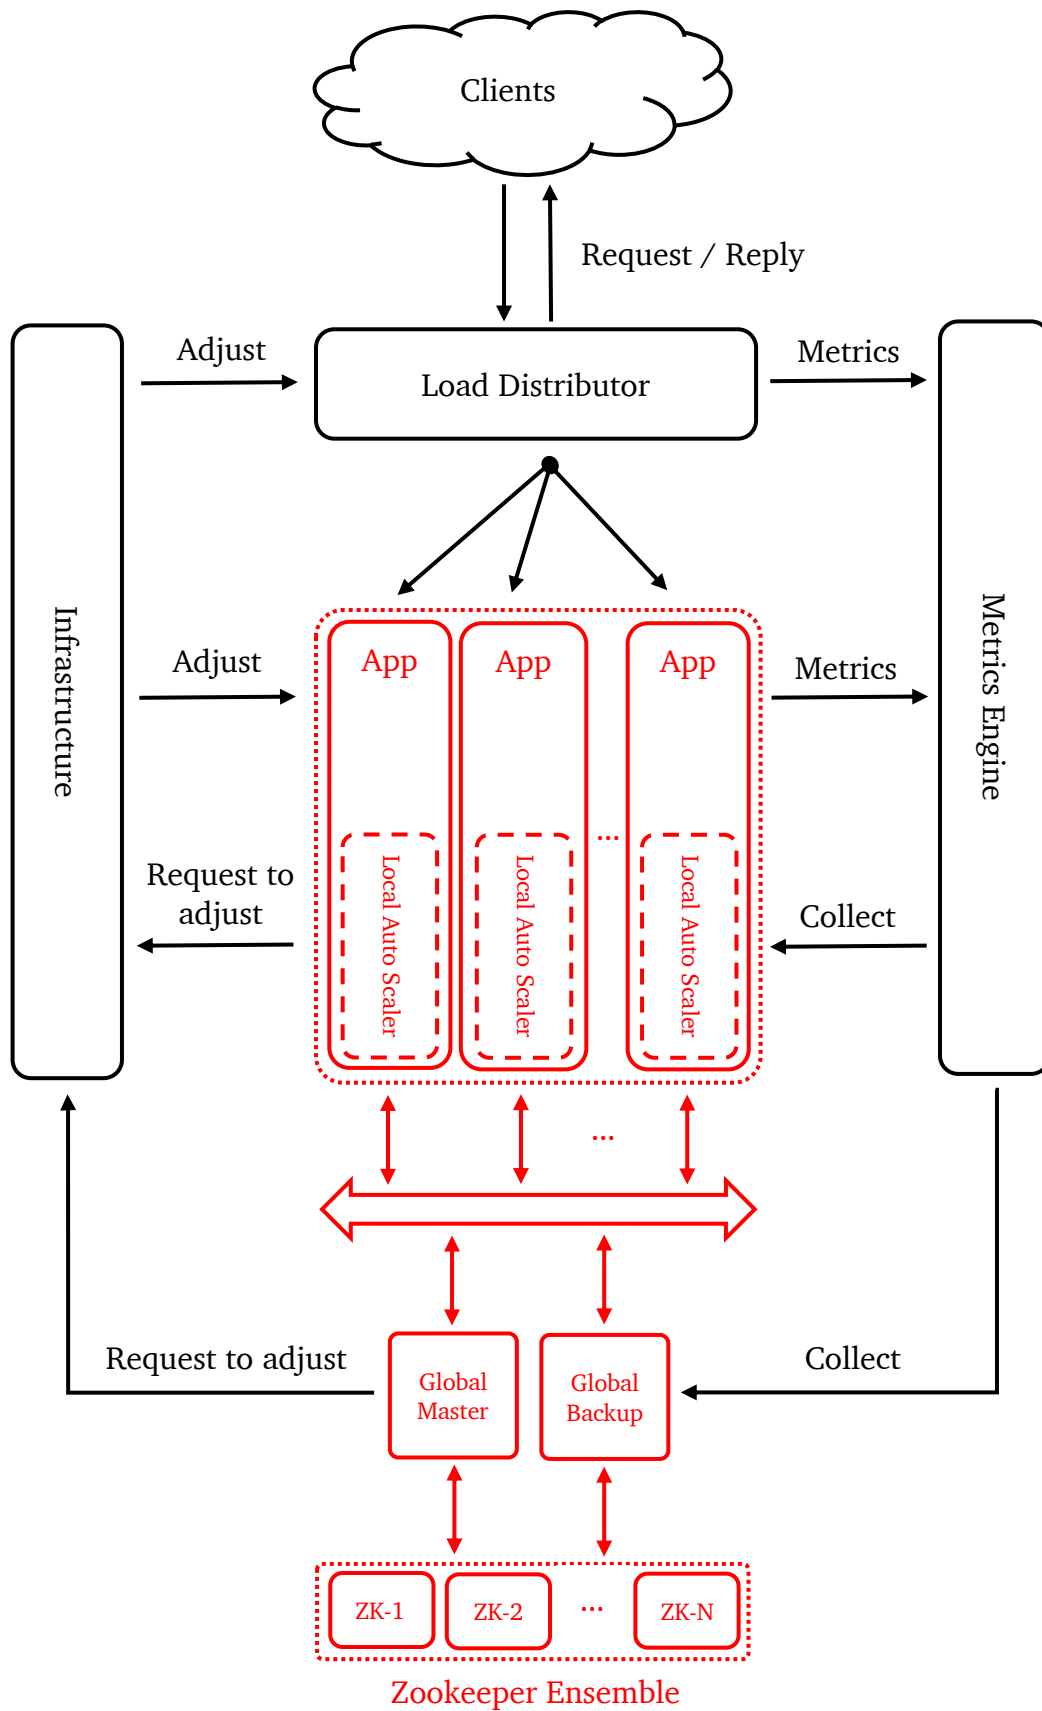 Clients
Request / Reply
Adjust
Load Distributor
Metrics
Infrastructure
Metrics Engine
Adjust
App
App
App
Metrics
...
Request to
adjust
Local Auto Scaler
Local Auto Scaler
Local Auto Scaler
Collect
...
Request to adjust
Global
Master
Global
Backup
Collect
ZK-1
ZK-2
...
ZK-N
Zookeeper Ensemble